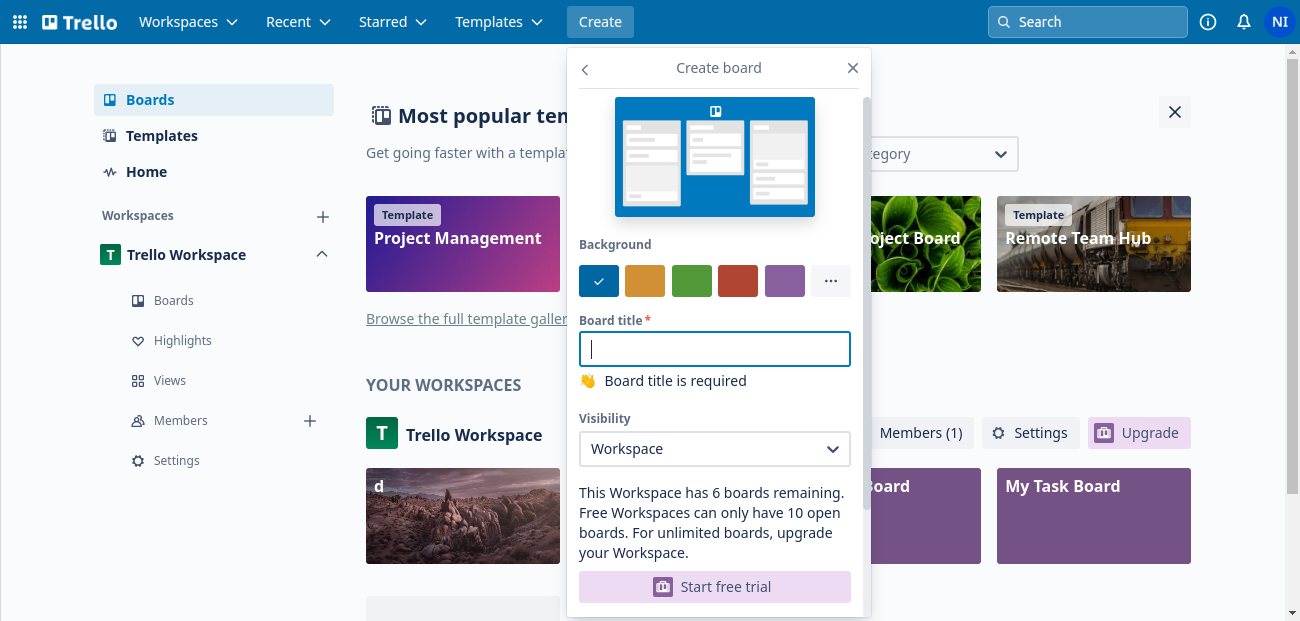 Trello
Workspaces
Recent
Starred
Templates
Create
Search
NI
Boards
Templates
Home
Workspaces
T Trello Workspace
Boards
Highlights
Views
Members
Settings
Most popular
Get going faster with a
tegory
Template
Project Management
oject Board
Template
Remote Team Hub
Browse the full template
YOUR WORKSPACES
T Trello Workspace
Members (1)
Settings
Upgrade
d
Board
My Task Board
Create board
Background
Board title*
👋 Board title is required
Visibility
Workspace
This Workspace has 6 boards remaining.
Free Workspaces can only have 10 open
boards. For unlimited boards, upgrade
your Workspace.
Start free trial